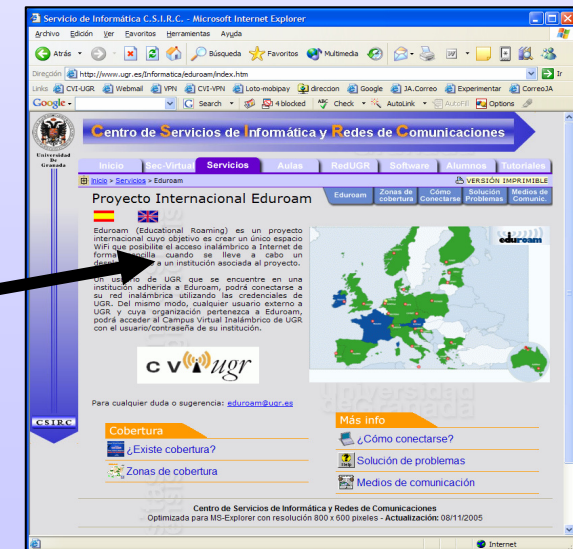 Servicio de Informática C.S.I.R.C. - Microsoft Internet Explorer
Archivo Edición Ver Favoritos Herramientas Ayuda
Atrás Búsqueda Favoritos Multimedia
Dirección http://www.ugr.es/informatica/eduroam/index.htm Ir
Links CVI-UGR Webmail VPN CVI-VPN Loto-mobipay direccion Google JA.Correo Experimentar CorreoJA
Google Search 4 blocked Check AutoLink AutoFill Options
Centro de Servicios de Informática y Redes de Comunicaciones
Universidad
De
Granada
Inicio Sec-Virtual Servicios Aulas RedUGR Software Alumnos Tutoriales
Inicio > Servicios > Eduroam VERSIÓN IMPRIMIBLE
Proyecto Internacional Eduroam
Eduroam Zonas de cobertura Cómo Conectarse Solución Problemas Medios de Comunic.
Eduroam (Educational Roaming) es un proyecto
internacional cuyo objetivo es crear un único espacio
WiFi que posibilite el acceso inalámbrico a Internet de
forma sencilla cuando se lleve a cabo un
a un institución asociada al proyecto.
Un usuario de UGR que se encuentre en una
institución adherida a Eduroam, podrá conectarse a
su red inalámbrica utilizando las credenciales de
UGR. Del mismo modo, cualquier usuario externo a
UGR y cuya organización pertenezca a Eduroam,
podrá acceder al Campus Virtual Inalámbrico de UGR
con el usuario/contraseña de su institución.
eduroam
CV ugr
Para cualquier duda o sugerencia: eduroam@ugr.es
CSIRC
Cobertura
¿Existe cobertura?
Zonas de cobertura
Más info
¿Cómo conectarse?
Solución de problemas
Medios de comunicación
Centro de Servicios de Informática y Redes de Comunicaciones
Optimizada para MS-Explorer con resolución 800 x 600 pixeles - Actualización: 08/11/2005
Internet